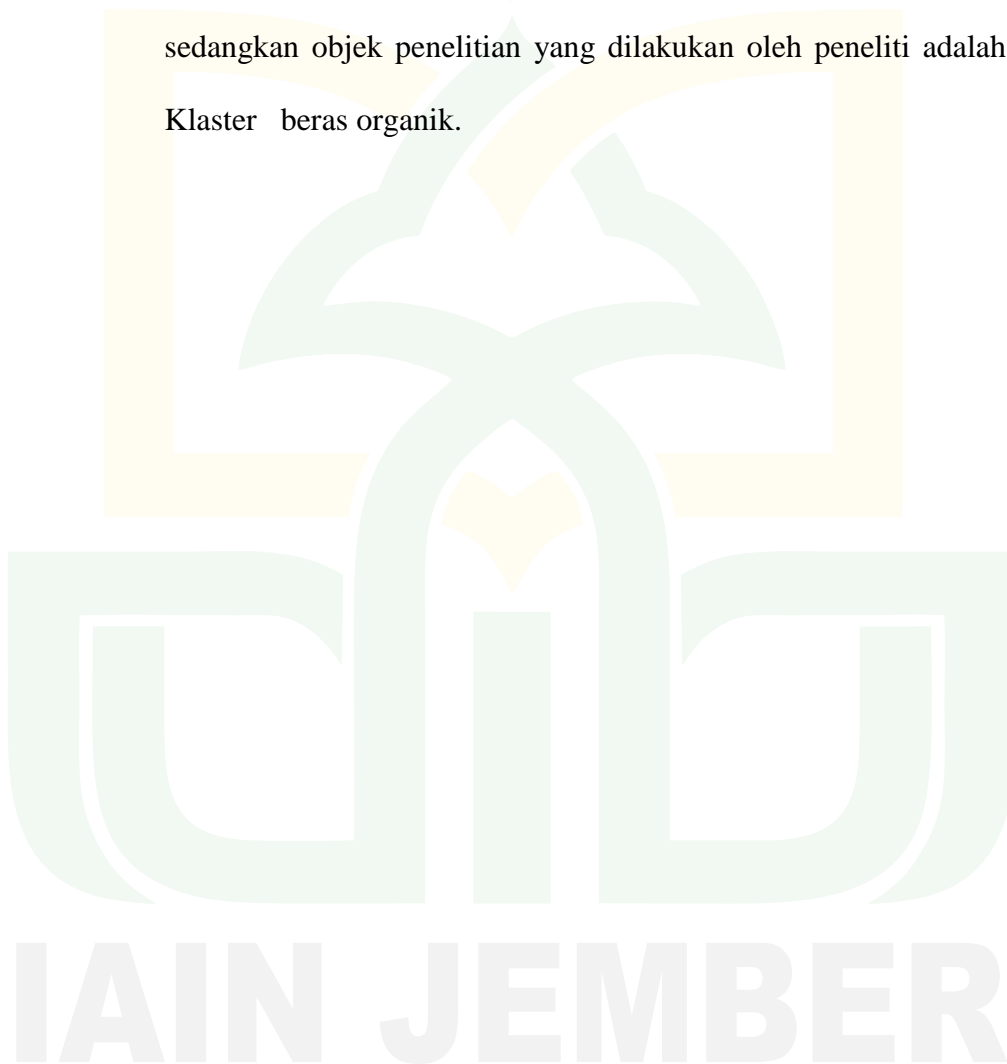 sedangkan objek penelitian yang dilakukan oleh peneliti adalah
Klaster beras organik.
IAIN JEMBER